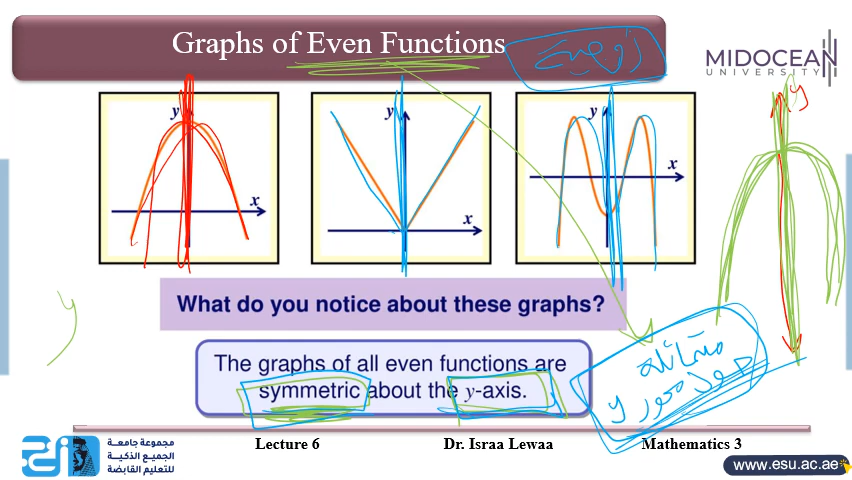 Graphs of Even Functions
زوجية
MIDOCEAN
UNIVERSITY
y
x
y
x
y
x
y
y
What do you notice about these graphs?
The graphs of all even functions are
symmetric about the y-axis.
متماثلة
حول محور y
مجموعة جامعة
الجميع الذكية
للتعليم القابضة
Lecture 6
Dr. Israa Lewaa
Mathematics 3
www.esu.ac.ae